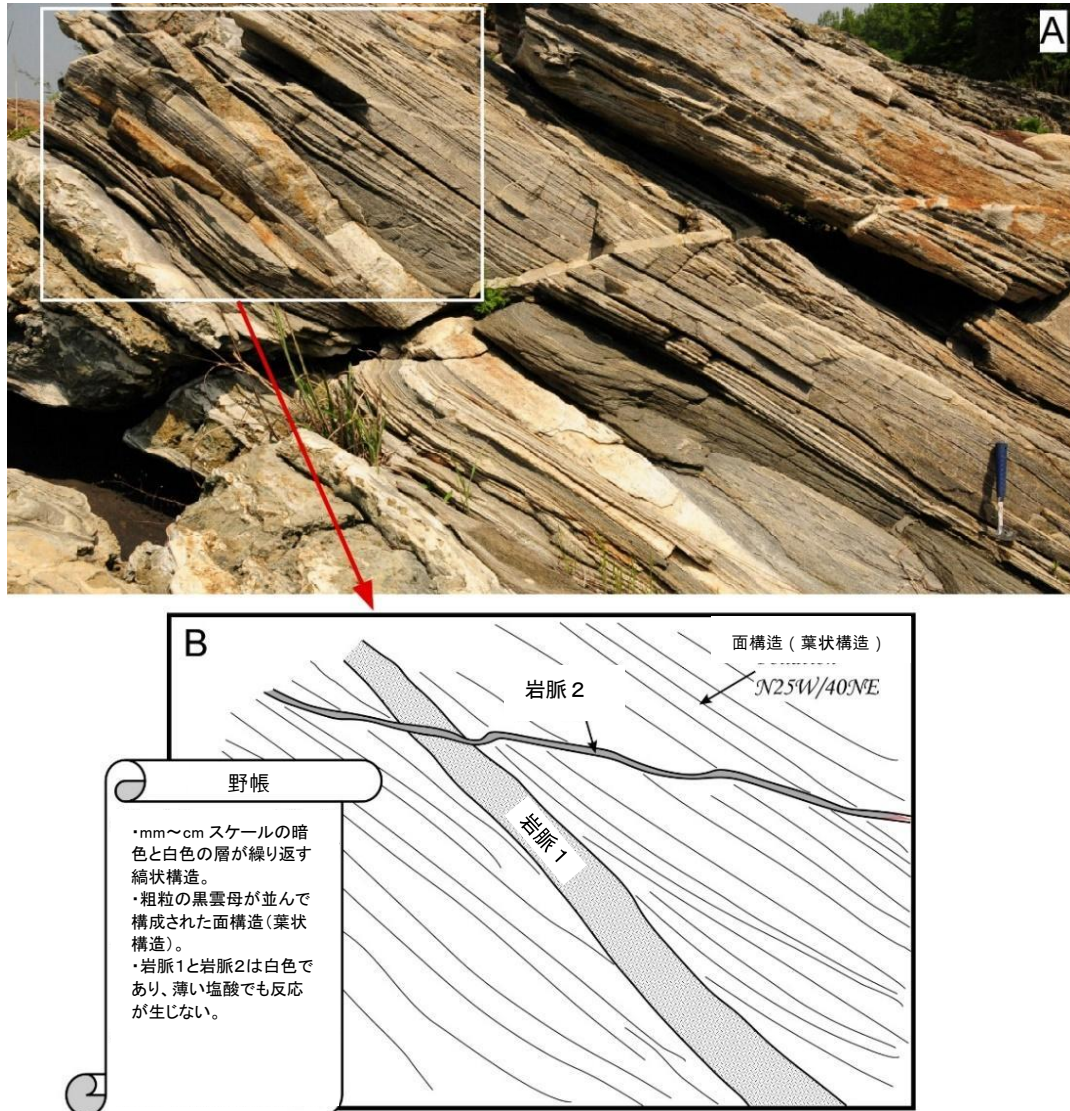 A
B
面構造(葉状構造)
N25W/40NE
岩脈2
岩脈1
野帳
・mm～cm スケールの暗
色と白色の層が繰り返す
縞状構造。
・粗粒の黒雲母が並んで
構成された面構造(葉状
構造)。
・岩脈1と岩脈2は白色で
あり、薄い塩酸でも反応
が生じない。